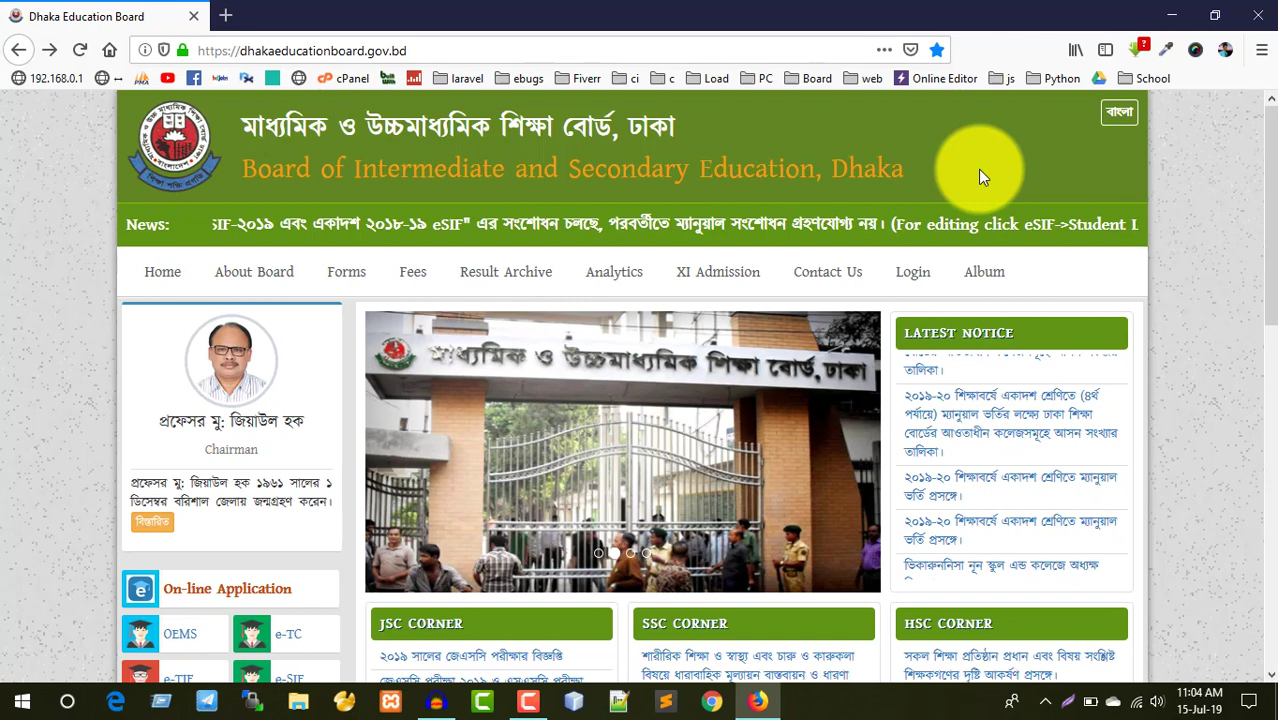 Dhaka Education Board
https://dhakaeducationboard.gov.bd
192.168.0.1
cPanel
laravel
ebugs
Fiverr
ci
c
Load
PC
Board
web
Online Editor
js
Python
School
মাধ্যমিক ও উচ্চমাধ্যমিক শিক্ষা বোর্ড, ঢাকা
বাংলা
Board of Intermediate and Secondary Education, Dhaka
News: SIF-২০১৯ এবং একাদশ ২০১৮-১৯ eSIF" এর সংশোধন চলছে, পরবর্তীতে ম্যানুয়াল সংশোধন গ্রহণযোগ্য নয়। (For editing click eSIF->Student I
Home About Board Forms Fees Result Archive Analytics XI Admission Contact Us Login Album
প্রফেসর মু: জিয়াউল হক
Chairman
প্রফেসর মু: জিয়াউল হক ১৯৬১ সালের ১
ডিসেম্বর বরিশাল জেলায় জন্মগ্রহণ করেন।
বিস্তারিত
On-line Application
OEMS e-TC
e-TIF e-SIF
মাধ্যমিক ও উচ্চমাধ্যমিক শিক্ষা বোর্ড, ঢাকা
LATEST NOTICE
তালিকা।
২০১৯-২০ শিক্ষাবর্ষে একাদশ শ্রেণিতে (৪র্থ
পর্যায়ে) ম্যানুয়াল ভর্তির লক্ষ্যে ঢাকা শিক্ষা
বোর্ডের আওতাধীন কলেজসমূহে আসন সংখ্যার
তালিকা।
২০১৯-২০ শিক্ষাবর্ষে একাদশ শ্রেণিতে ম্যানুয়াল
ভর্তি প্রসঙ্গে।
২০১৯-২০ শিক্ষাবর্ষে একাদশ শ্রেণিতে ম্যানুয়াল
ভর্তি প্রসঙ্গে।
ভিকারুননিসা নূন স্কুল এন্ড কলেজে অধ্যক্ষ
JSC CORNER
২০১৯ সালের জেএসসি পরীক্ষার বিজ্ঞপ্তি
SSC CORNER
শারীরিক শিক্ষা ও স্বাস্থ্য এবং চারু ও কারুকলা
বিষয়ে ধারাবাহিক মূল্যায়ন বাস্তবায়ন ও ধারণা
HSC CORNER
সকল শিক্ষা প্রতিষ্ঠান প্রধান এবং বিষয় সংশ্লিষ্ট
শিক্ষকগণের দৃষ্টি আকর্ষণ প্রসঙ্গে।
11:04 AM
15-Jul-19